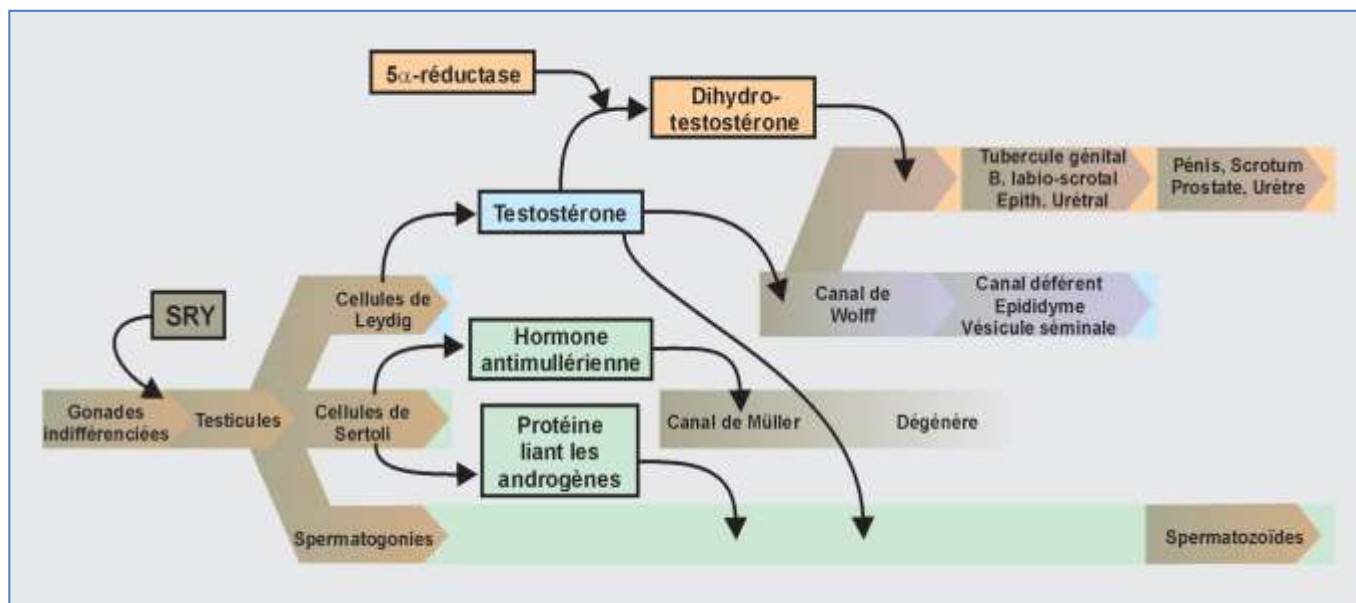 5α-réductase
Dihydro-
testostérone
Tubercule génital
B. labio-scrotal
Epith. Urétral
Pénis, Scrotum
Prostate, Urètre
Testostérone
SRY
Cellules de
Leydig
Canal de
Wolff
Canal déférent
Epididyme
Vésicule séminale
Hormone
antimullérienne
Gonades
indifférenciées
Testicules
Cellules de
Sertoli
Protéine
liant les
androgènes
Canal de Müller
Dégénère
Spermatogonies
Spermatozoïdes